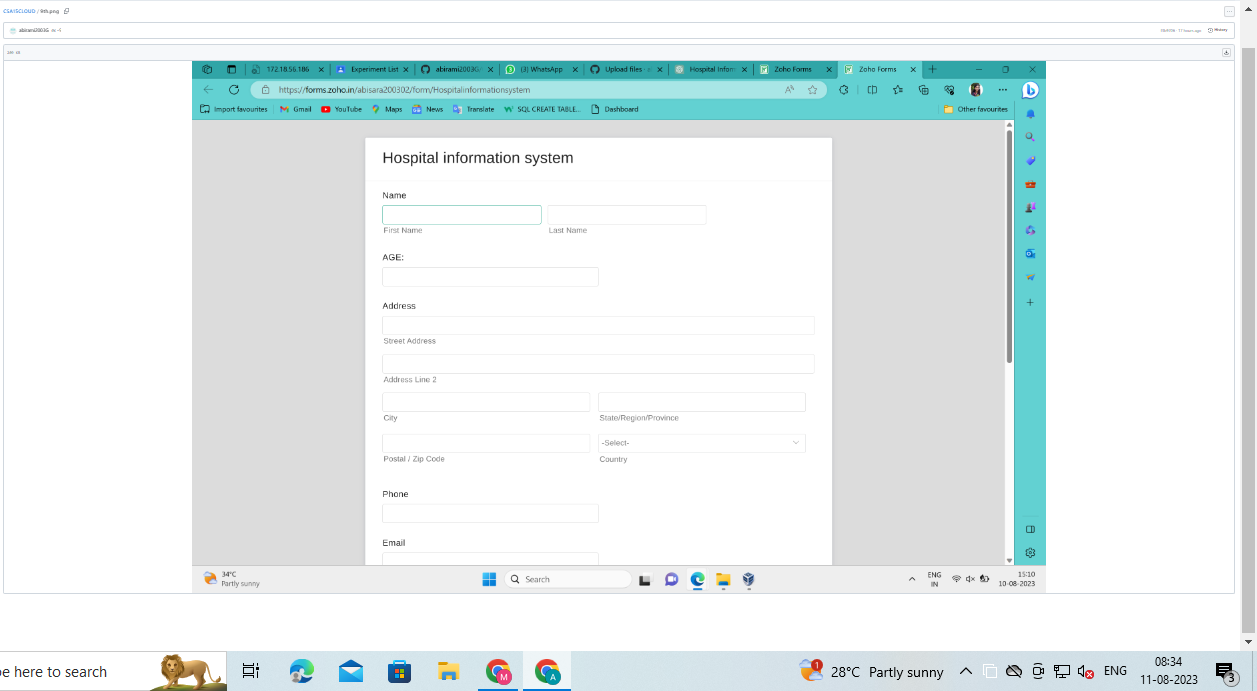 CSA15CLOUD / 9th.png
abirami2003G
History
172.18.56.186
Experiment List
abirami2003G
(3) WhatsApp
Upload files
Hospital Inform
Zoho Forms
Zoho Forms
https://forms.zoho.in/abisara200302/form/Hospitalinformationsystem
Import favourites
Gmail
YouTube
Maps
News
Translate
SQL CREATE TABLE...
Dashboard
Other favourites
Hospital information system
Name
First Name
Last Name
AGE:
Address
Street Address
Address Line 2
City
State/Region/Province
-Select-
Postal / Zip Code
Country
Phone
Email
34°C
Partly sunny
Search
ENG
IN
15:10
10-08-2023
be here to search
M
A
1
28°C Partly sunny
ENG
08:34
11-08-2023
3